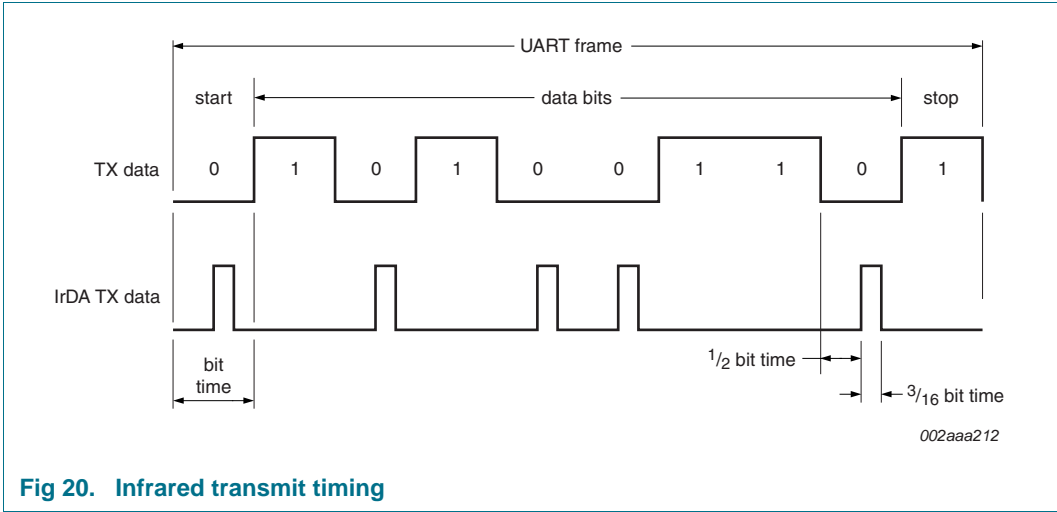 UART frame
start
data bits
stop
TX data
0 1 0 1 0 0 1 1 0 1
IrDA TX data
bit
time
1/2 bit time
3/16 bit time
002aaa212
Fig 20. Infrared transmit timing